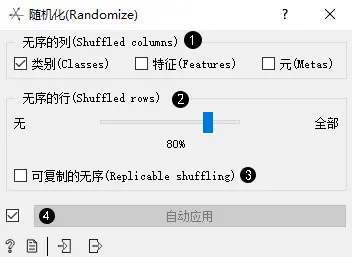 随机化(Randomize) ? ×
无序的列(Shuffled columns) 1
类别(Classes) 特征(Features) 元(Metas)
无序的行(Shuffled rows) 2
无 全部
80%
可复制的无序(Replicable shuffling) 3
4 自动应用
?